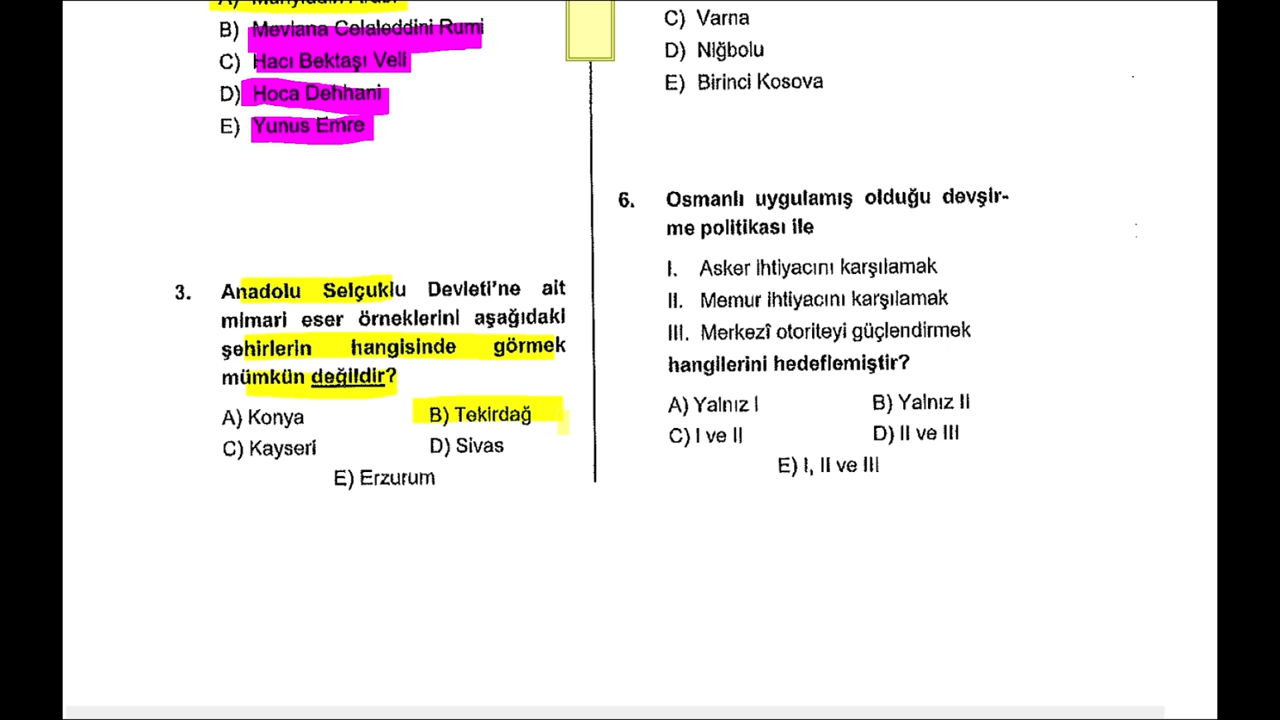 B) Mevlana Celaleddini Rumi
C) Hacı Bektaşı Veli
D) Hoca Dehhani
E) Yunus Emre
3. Anadolu Selçuklu Devleti'ne ait
mimari eser örneklerini aşağıdaki
şehirlerin hangisinde görmek
mümkün değildir?
A) Konya B) Tekirdağ
C) Kayseri D) Sivas
E) Erzurum
C) Varna
D) Niğbolu
E) Birinci Kosova
6. Osmanlı uygulamış olduğu devşir-
me politikası ile
I. Asker ihtiyacını karşılamak
II. Memur ihtiyacını karşılamak
III. Merkezî otoriteyi güçlendirmek
hangilerini hedeflemiştir?
A) Yalnız I B) Yalnız II
C) I ve II D) II ve III
E) I, II ve III